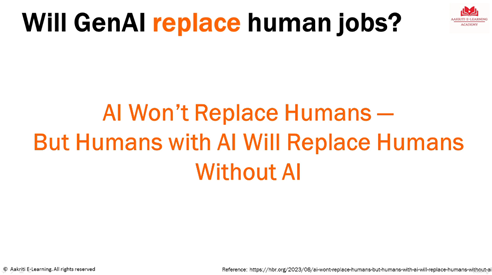 Will GenAI replace human jobs?
AAKRITI E-LEARNING
ACADEMY
AI Won't Replace Humans —
But Humans with AI Will Replace Humans
Without AI
© Aakriti E-Learning. All rights reserved
Reference: https://hbr.org/2023/08/ai-wont-replace-humans-but-humans-with-ai-will-replace-humans-without-ai